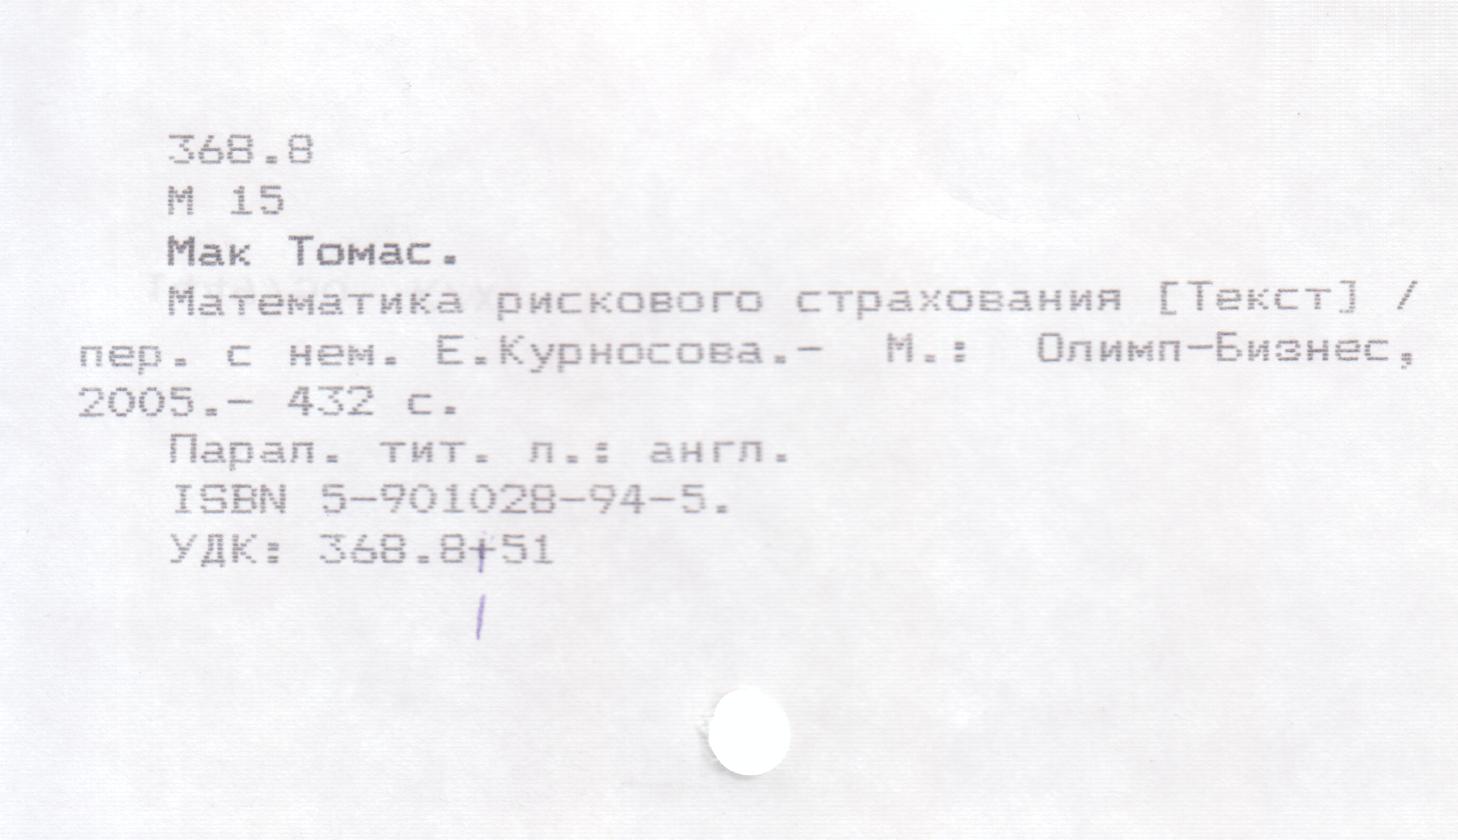 368.8
М 15
Мак Томас.
Математика рискового страхования [Текст] /
пер. с нем. Е.Курносова.- М.: Олимп-Бизнес,
2005.- 432 с.
Парал. тит. л.: англ.
ISBN 5-901028-94-5.
УДК: 368.8+51